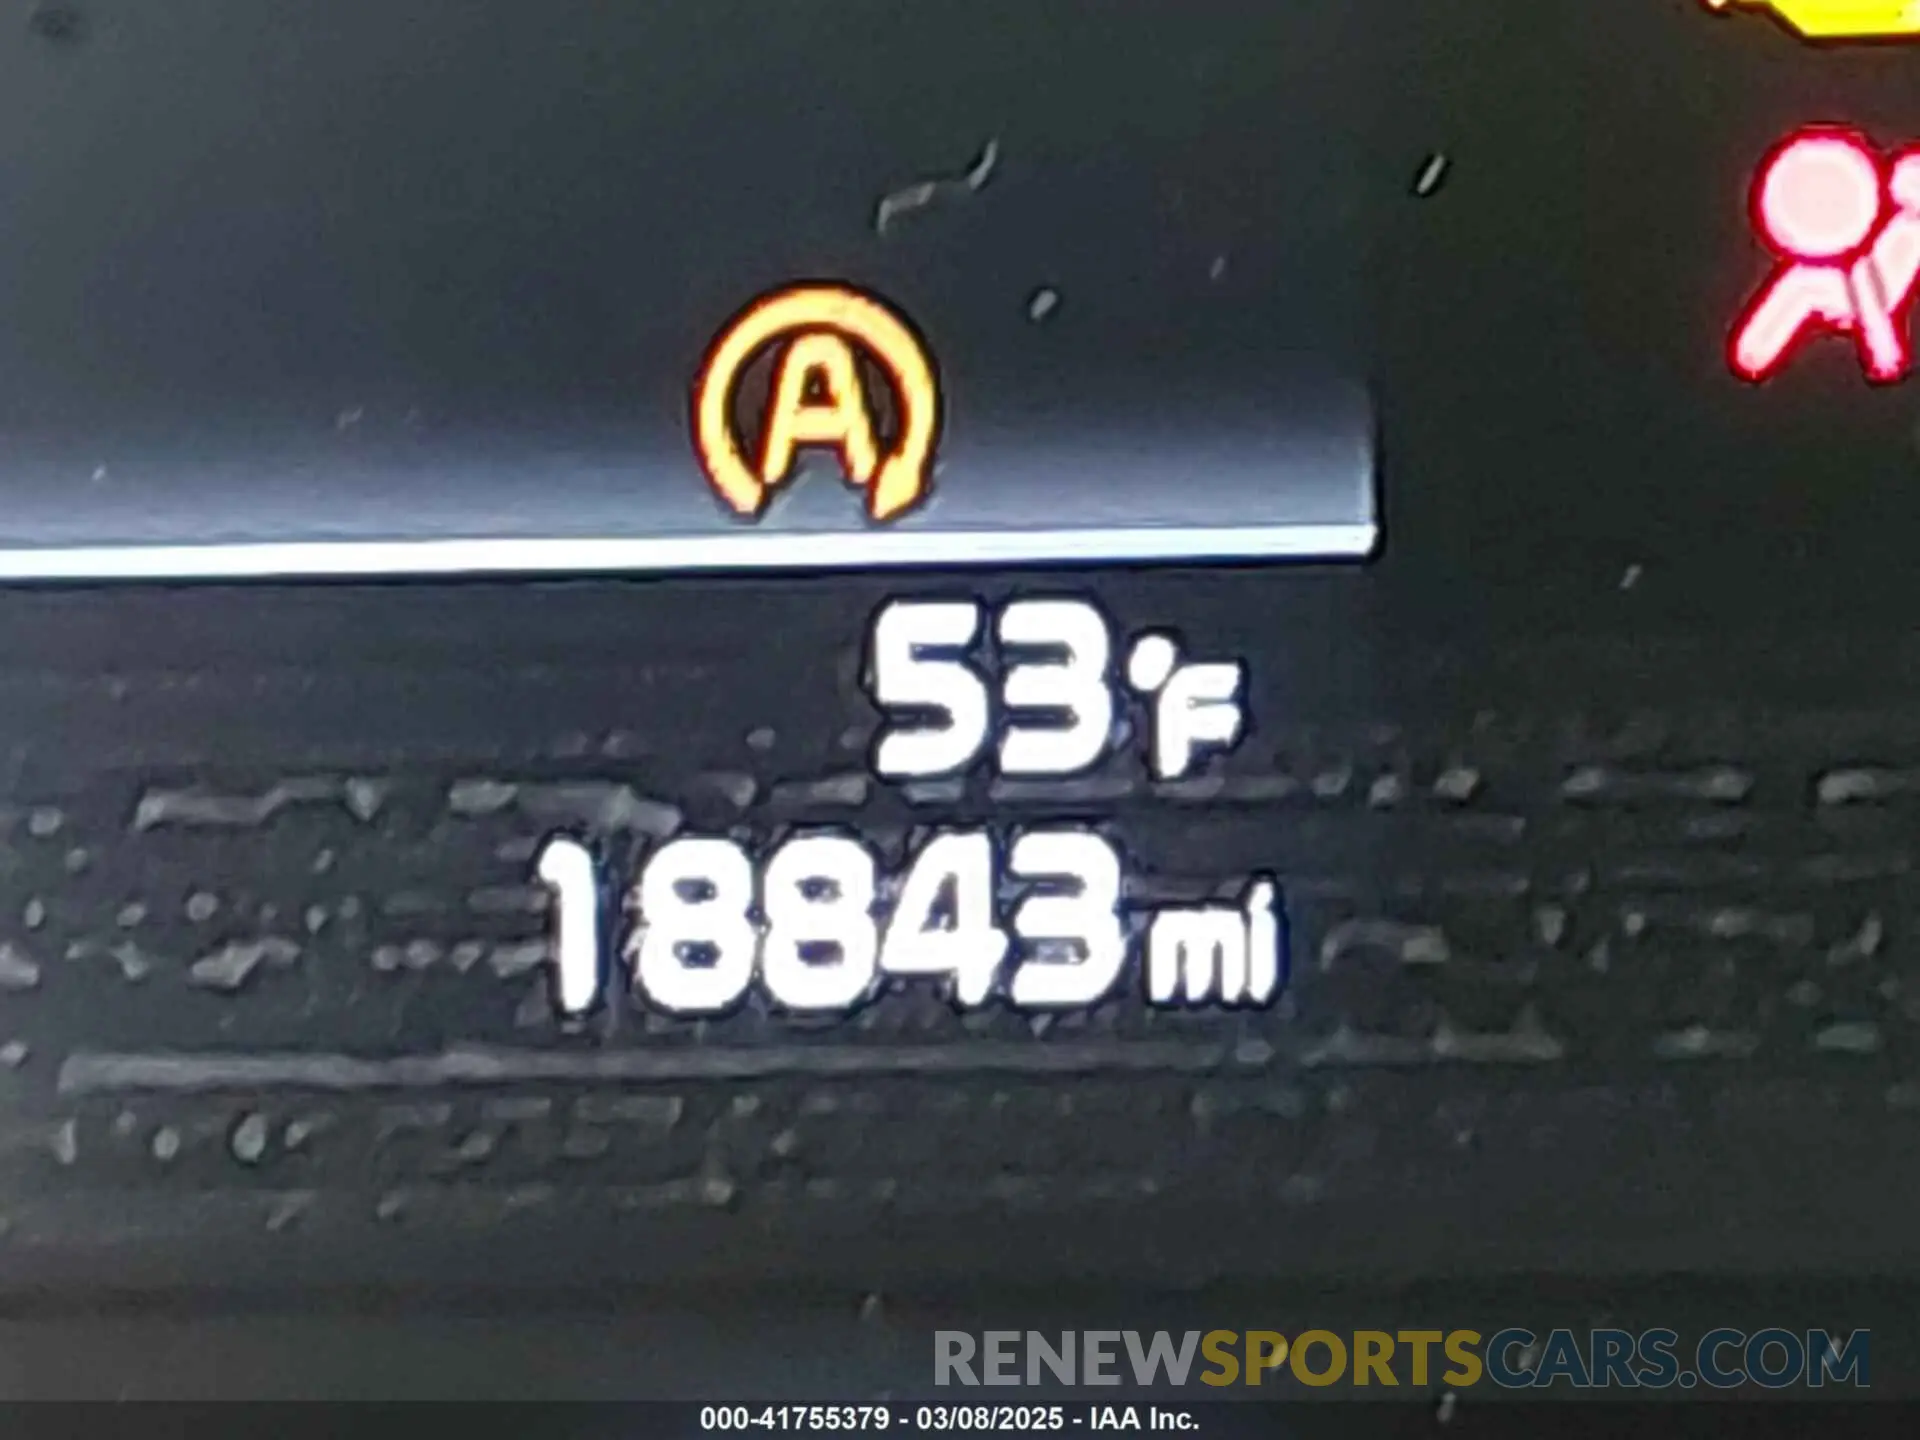 A
53°F
18843 mi
RENEWSPORTSCARS.COM
000-41755379 - 03/08/2025 - IAA Inc.